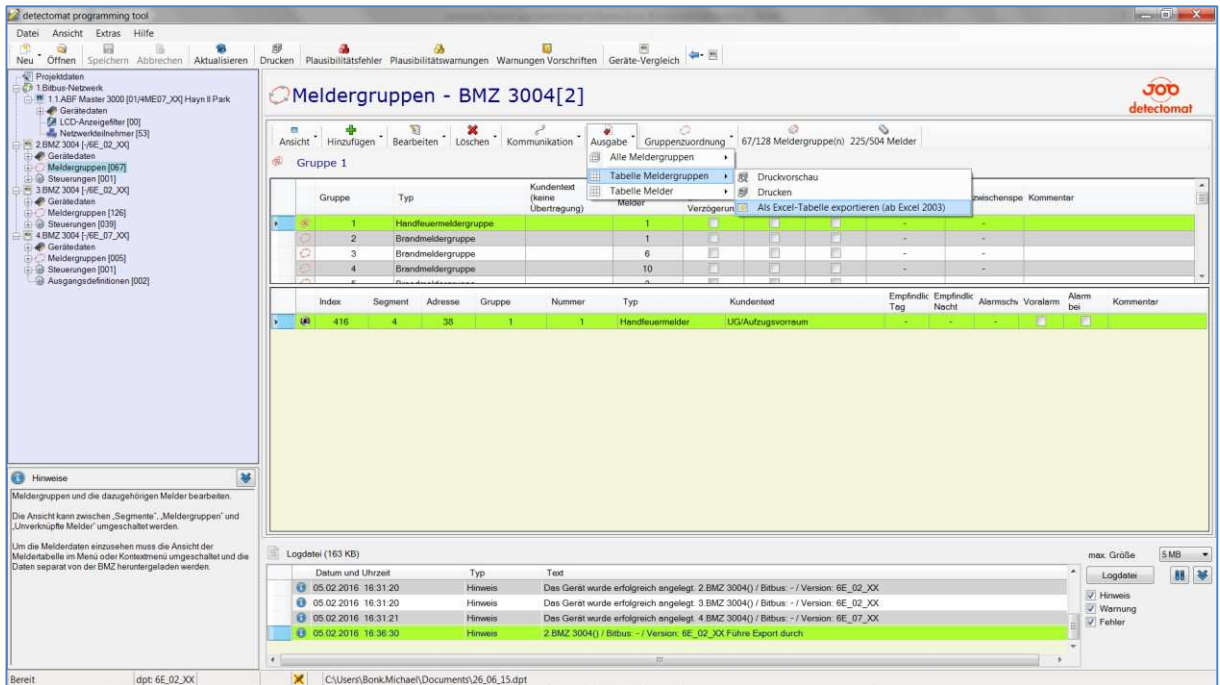 detectomat programming tool
Datei Ansicht Extras Hilfe
Neu Öffnen Speichern Abbrechen Aktualisieren Drucken Plausibilitätsfehler Plausibilitätswarnungen Warnungen Vorschriften Geräte-Vergleich
Projektdaten
1.Bitbus-Netzwerk
1.1.ABF Master 3000 [01/4ME07_XX] Hayn II Park
Gerätedaten
LCD-Anzeigefilter [00]
Netzwerkteilnehmer [53]
2.BMZ 3004 [-/6E_02_XX]
Gerätedaten
Meldergruppen [067]
Steuerungen [001]
3.BMZ 3004 [-/6E_02_XX]
Gerätedaten
Meldergruppen [126]
Steuerungen [039]
4.BMZ 3004 [-/6E_07_XX]
Gerätedaten
Meldergruppen [005]
Steuerungen [001]
Ausgangsdefinitionen [002]
Meldergruppen - BMZ 3004[2]
JOB
detectomat
Ansicht Hinzufügen Bearbeiten Löschen Kommunikation Ausgabe Gruppenzuordnung 67/128 Meldergruppe(n) 225/504 Melder
Gruppe 1
Alle Meldergruppen
Tabelle Meldergruppen
Tabelle Melder
Druckvorschau
Drucken
Als Excel-Tabelle exportieren (ab Excel 2003)
Gruppe Typ Kundentext (keine Übertragung) Melder Verzögerun zwischenspe Kommentar
1 Handfeuermeldergruppe 1 - -
2 Brandmeldergruppe 1 - -
3 Brandmeldergruppe 6 - -
4 Brandmeldergruppe 10 - -
Index Segment Adresse Gruppe Nummer Typ Kundentext Empfindlic Tag Empfindlic Nacht Alarmschv Voralarm Alarm bei Kommentar
416 4 38 1 1 Handfeuermelder UG/Aufzugsvorraum - - -
Hinweise
Meldergruppen und die dazugehörigen Melder bearbeiten.
Die Ansicht kann zwischen „Segmente", „Meldergruppen" und
„Unverknüpfte Melder" umgeschaltet werden.
Um die Melderdaten einzusehen muss die Ansicht der
Meldertabelle im Menü oder Kontextmenü umgeschaltet und die
Daten separat von der BMZ heruntergeladen werden.
Logdatei (163 KB)
max. Größe 5 MB
Datum und Uhrzeit Typ Text
05.02.2016 16:31:20 Hinweis Das Gerät wurde erfolgreich angelegt. 2.BMZ 3004() / Bitbus: - / Version: 6E_02_XX
05.02.2016 16:31:20 Hinweis Das Gerät wurde erfolgreich angelegt. 3.BMZ 3004() / Bitbus: - / Version: 6E_02_XX
05.02.2016 16:31:21 Hinweis Das Gerät wurde erfolgreich angelegt. 4.BMZ 3004() / Bitbus: - / Version: 6E_07_XX
05.02.2016 16:36:30 Hinweis 2.BMZ 3004() / Bitbus: - / Version: 6E_02_XX Führe Export durch
Logdatei
Hinweis
Warnung
Fehler
Bereit dpt: 6E_02_XX C:\Users\Bonk.Michael\Documents\26_06_15.dpt